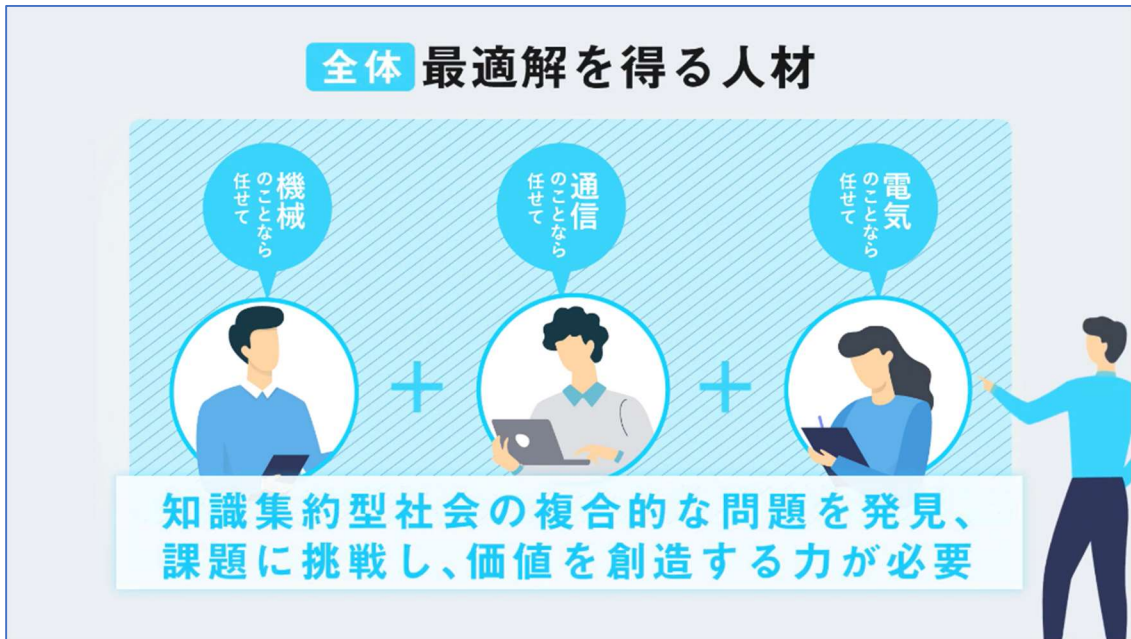 全体 最適解を得る人材
機械
のことなら
任せて
通信
のことなら
任せて
電気
のことなら
任せて
知識集約型社会の複合的な問題を発見、
課題に挑戦し、価値を創造する力が必要